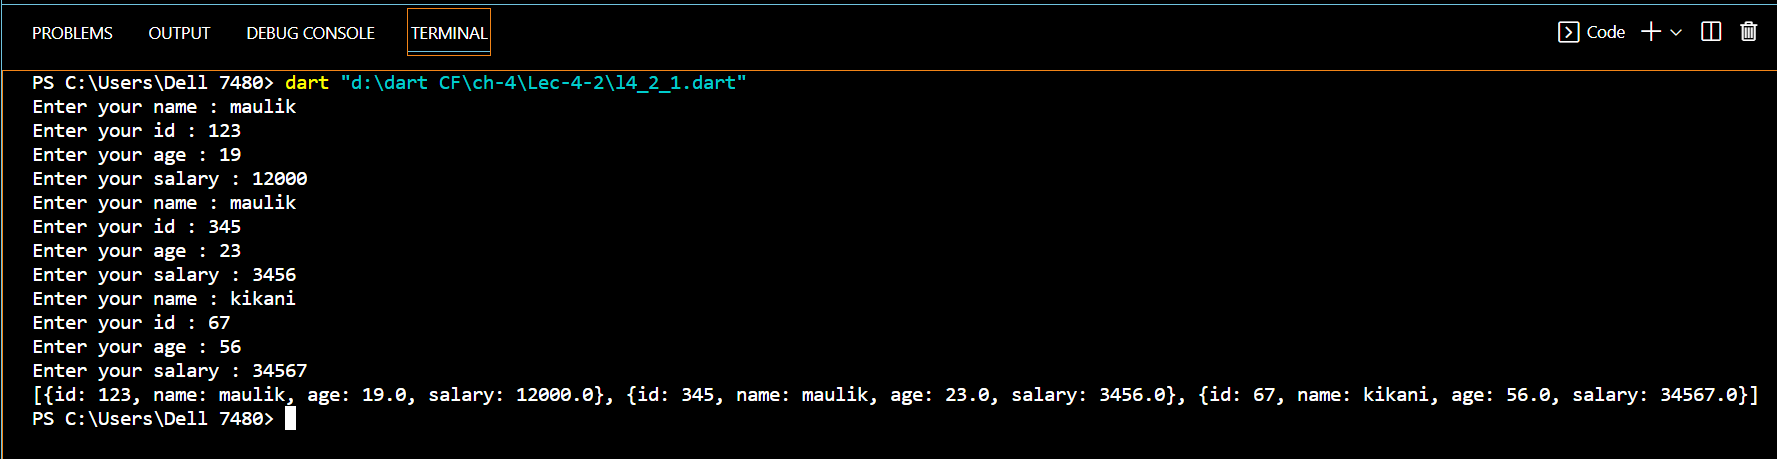 PROBLEMS OUTPUT DEBUG CONSOLE TERMINAL Code
PS C:\Users\Dell 7480> dart "d:\dart CF\ch-4\Lec-4-2\l4_2_1.dart"
Enter your name : maulik
Enter your id : 123
Enter your age : 19
Enter your salary : 12000
Enter your name : maulik
Enter your id : 345
Enter your age : 23
Enter your salary : 3456
Enter your name : kikani
Enter your id : 67
Enter your age : 56
Enter your salary : 34567
[{id: 123, name: maulik, age: 19.0, salary: 12000.0}, {id: 345, name: maulik, age: 23.0, salary: 3456.0}, {id: 67, name: kikani, age: 56.0, salary: 34567.0}]
PS C:\Users\Dell 7480>